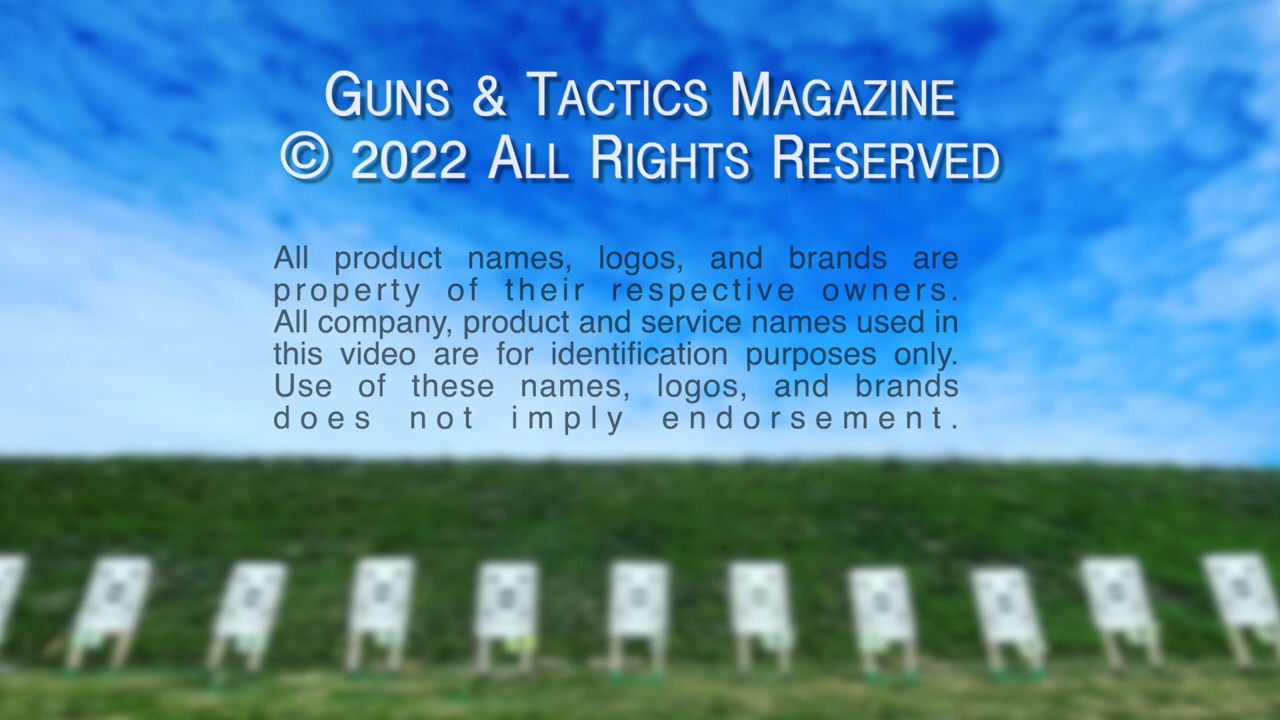 GUNS & TACTICS MAGAZINE
© 2022 ALL RIGHTS RESERVED
All product names, logos, and brands are
property of their respective owners.
All company, product and service names used in
this video are for identification purposes only.
Use of these names, logos, and brands
does not imply endorsement.